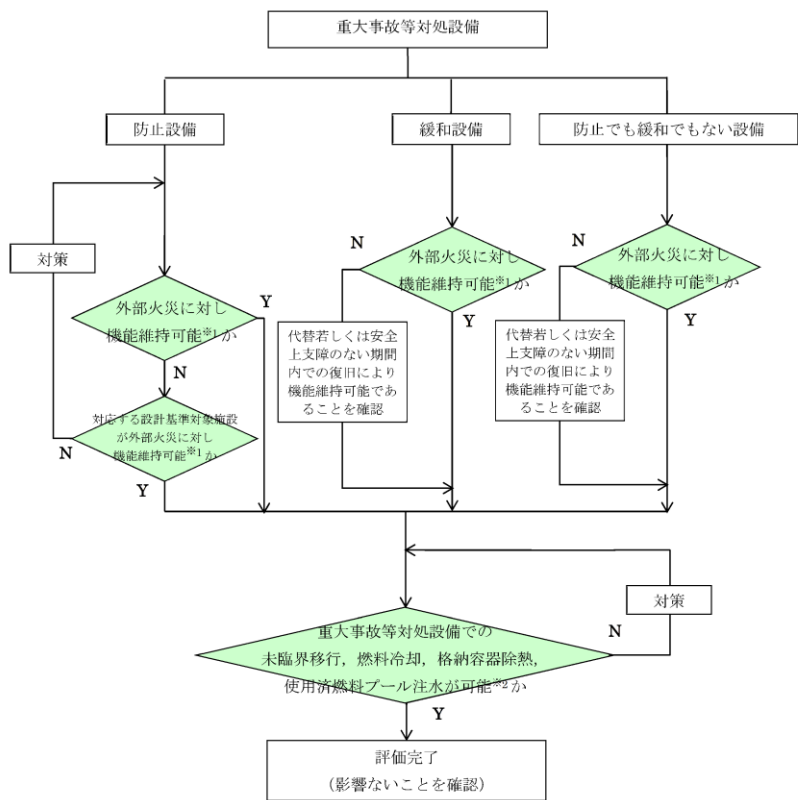 重大事故等対処設備
防止設備
緩和設備
防止でも緩和でもない設備
対策
外部火災に対し
機能維持可能※1か
Y
N
対応する設計基準対象施設
が外部火災に対し
機能維持可能※1か
N
Y
N
外部火災に対し
機能維持可能※1か
Y
代替若しくは安全
上支障のない期間
内での復旧により
機能維持可能であ
ることを確認
N
外部火災に対し
機能維持可能※1か
Y
代替若しくは安全
上支障のない期間
内での復旧により
機能維持可能であ
ることを確認
対策
重大事故等対処設備での
未臨界移行，燃料冷却，格納容器除熱，
使用済燃料プール注水が可能※2か
N
Y
評価完了
（影響ないことを確認）